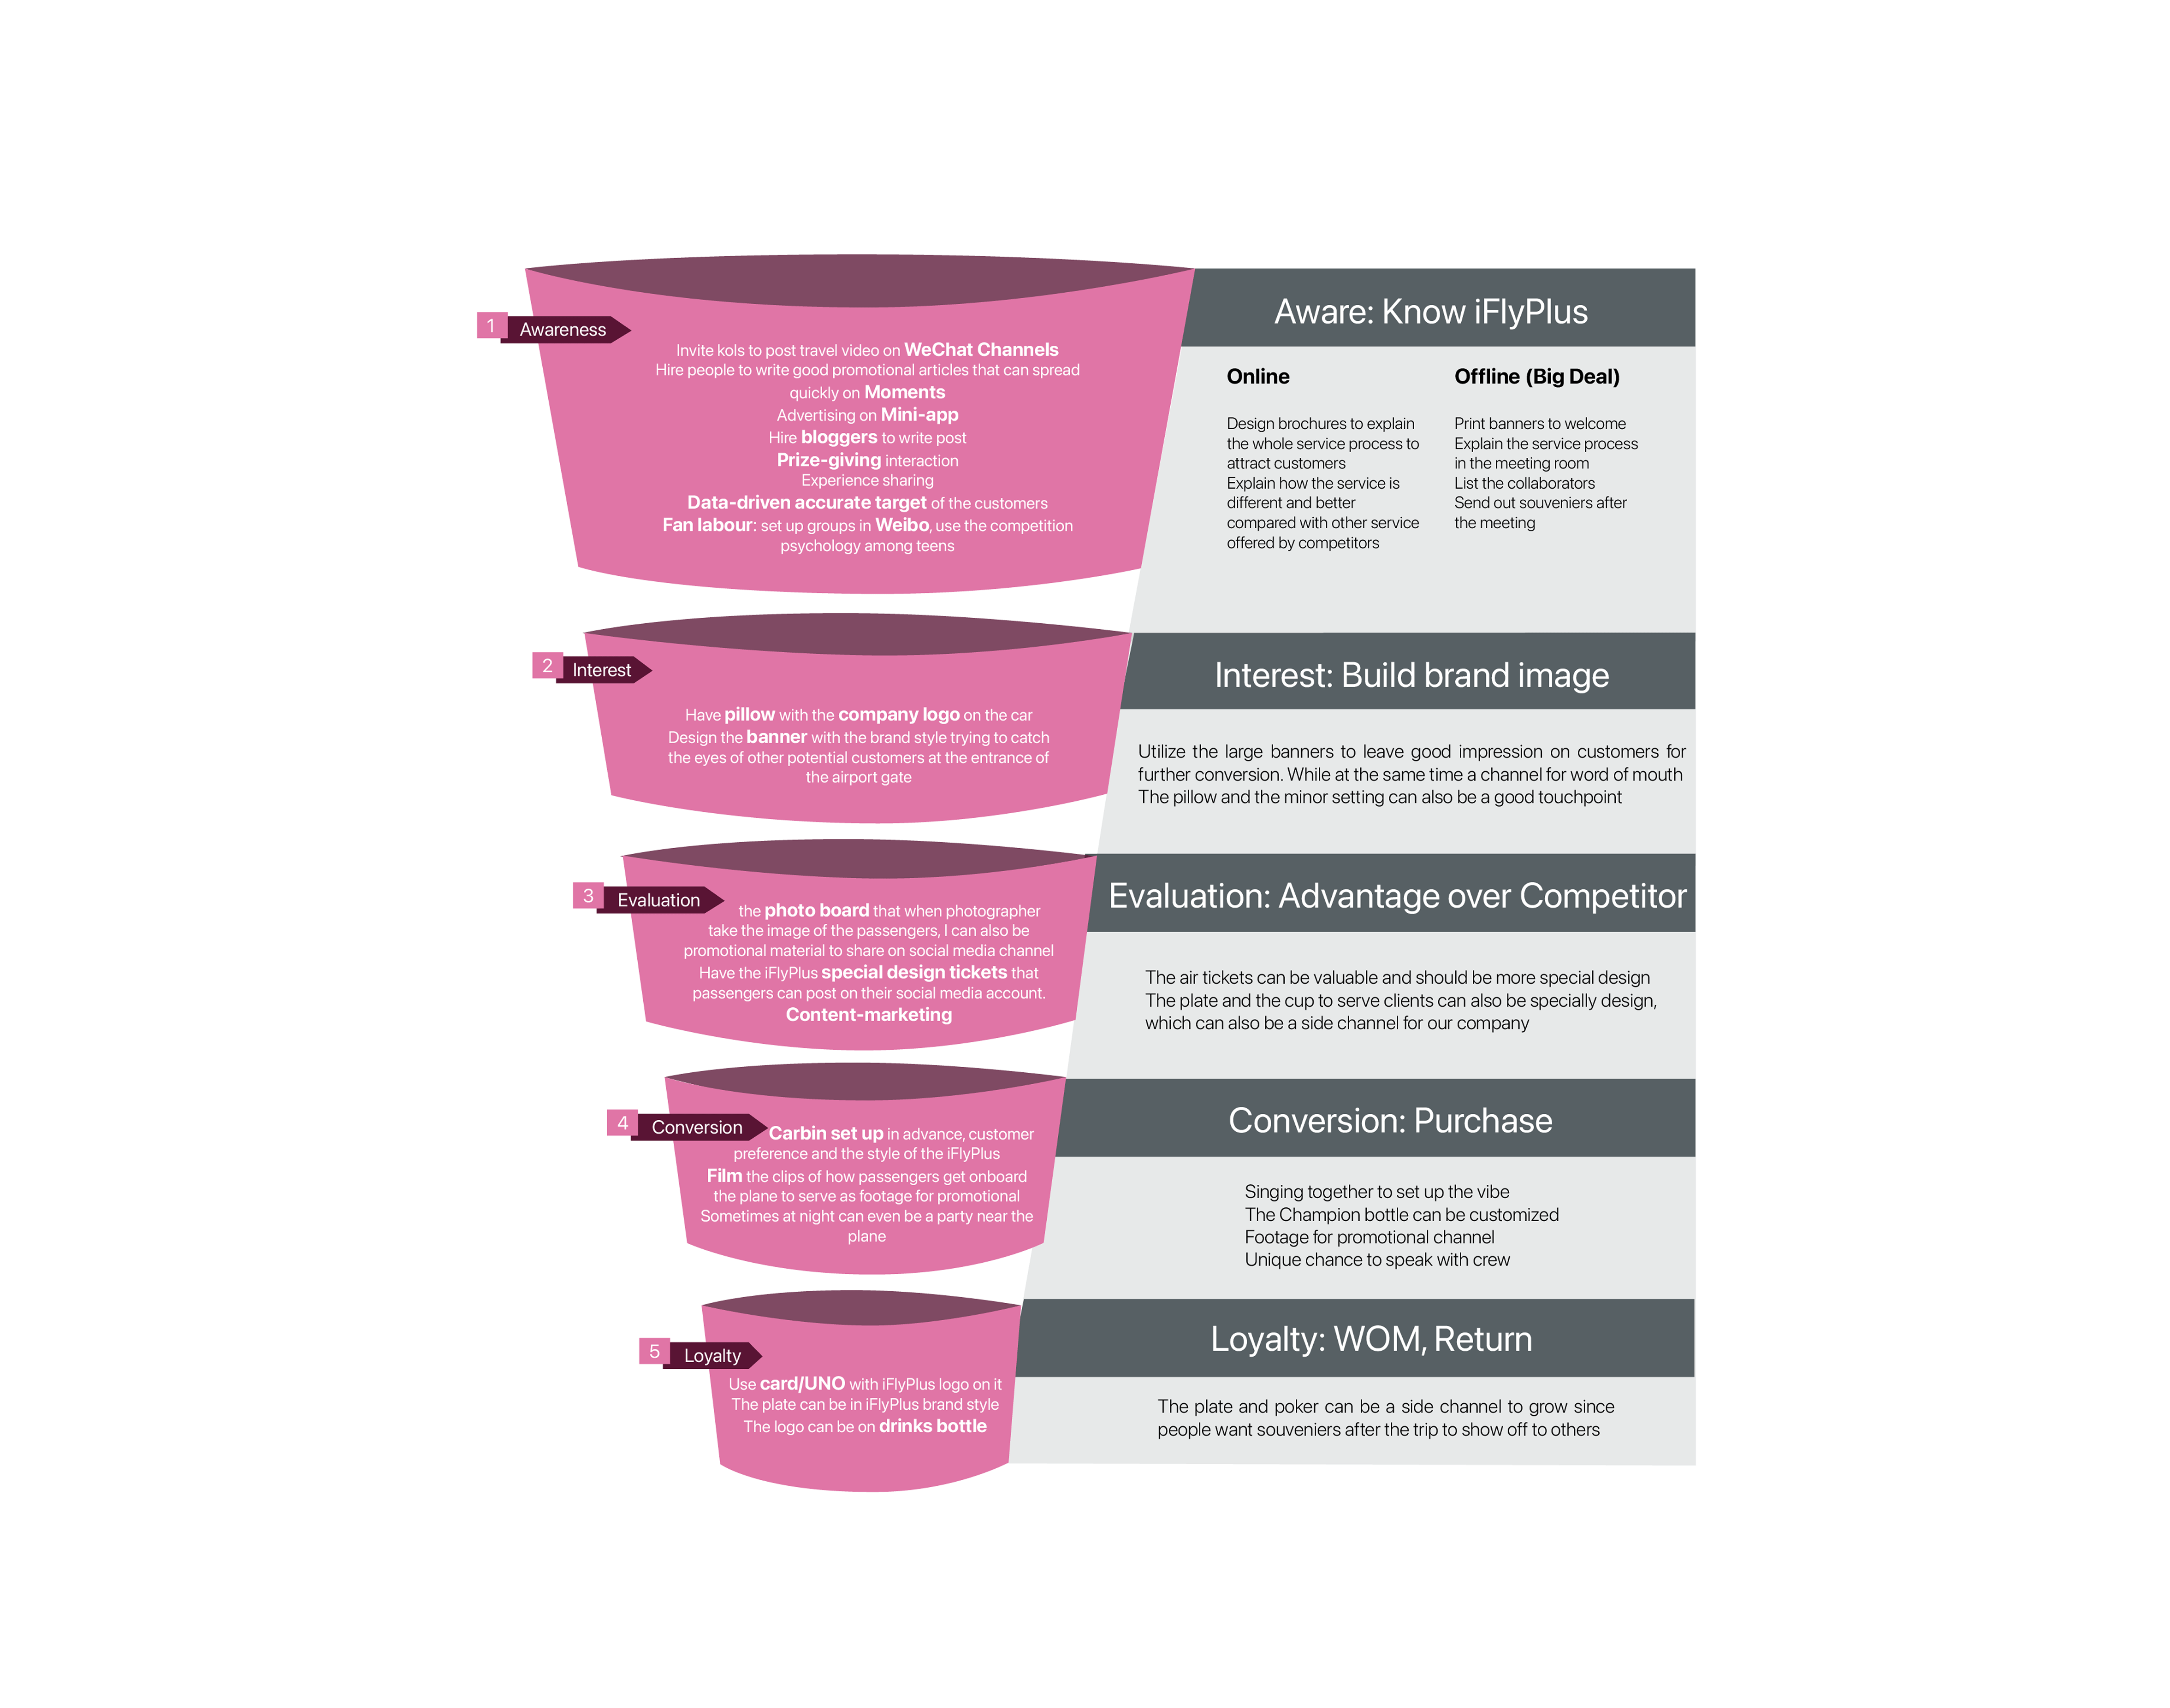 1
Awareness
Invite kols to post travel video on WeChat Channels
Hire people to write good promotional articles that can spread
quickly on Moments
Advertising on Mini-app
Hire bloggers to write post
Prize-giving interaction
Experience sharing
Data-driven accurate target of the customers
Fan labour: set up groups in Weibo, use the competition
psychology among teens
Aware: Know iFlyPlus
Online
Design brochures to explain
the whole service process to
attract customers
Explain how the service is
different and better
compared with other service
offered by competitors
Offline (Big Deal)
Print banners to welcome
Explain the service process
in the meeting room
List the collaborators
Send out souveniers after
the meeting
2
Interest
Have pillow with the company logo on the car
Design the banner with the brand style trying to catch
the eyes of other potential customers at the entrance of
the airport gate
Interest: Build brand image
Utilize the large banners to leave good impression on customers for
further conversion. While at the same time a channel for word of mouth
The pillow and the minor setting can also be a good touchpoint
3
Evaluation
the photo board that when photographer
take the image of the passengers, I can also be
promotional material to share on social media channel
Have the iFlyPlus special design tickets that
passengers can post on their social media account.
Content-marketing
Evaluation: Advantage over Competitor
The air tickets can be valuable and should be more special design
The plate and the cup to serve clients can also be specially design,
which can also be a side channel for our company
4
Conversion
Carbin set up in advance, customer
preference and the style of the iFlyPlus
Film the clips of how passengers get onboard
the plane to serve as footage for promotional
Sometimes at night can even be a party near the
plane
Conversion: Purchase
Singing together to set up the vibe
The Champion bottle can be customized
Footage for promotional channel
Unique chance to speak with crew
5
Loyalty
Use card/UNO with iFlyPlus logo on it
The plate can be in iFlyPlus brand style
The logo can be on drinks bottle
Loyalty: WOM, Return
The plate and poker can be a side channel to grow since
people want souveniers after the trip to show off to others